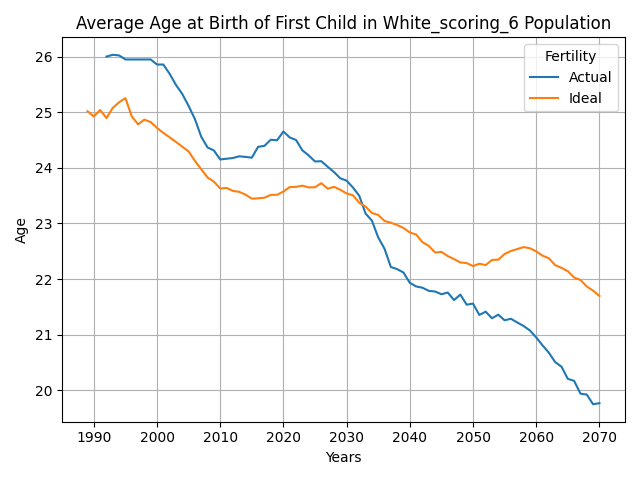 Average Age at Birth of First Child in White_scoring_6 Population
Fertility
Actual
Ideal
Age
26
25
24
23
22
21
20
1990 2000 2010 2020 2030 2040 2050 2060 2070
Years